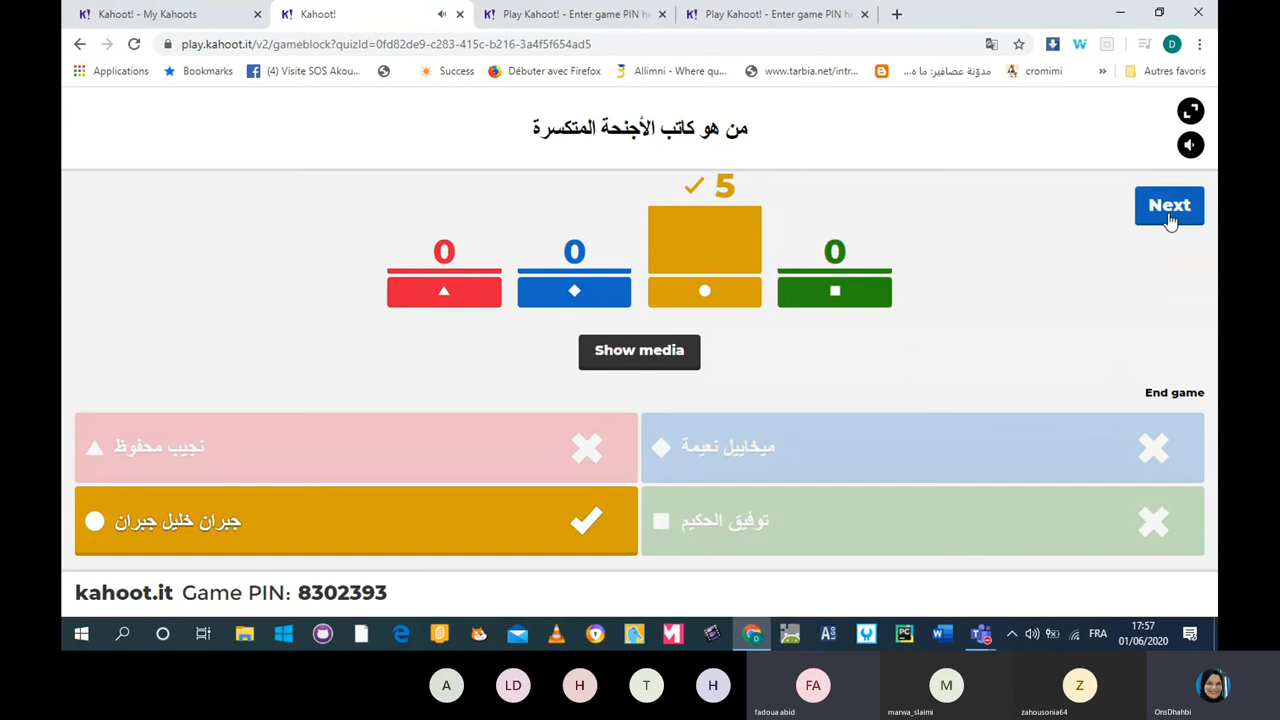 Kahoot! - My Kahoots
Kahoot!
Play Kahoot! - Enter game PIN he
Play Kahoot! - Enter game PIN he
play.kahoot.it/v2/gameblock?quizId=0fd82de9-c283-415c-b216-3a4f5f654ad5
D
Applications
Bookmarks
(4) Visite SOS Akou...
Success
Débuter avec Firefox
Allimni - Where qu...
www.tarbia.net/intr...
مدوّنة عصافير: ما ه...
cromimi
»
Autres favoris
من هو كاتب الأجنحة المتكسرة
Next
0
0
5
0
Show media
End game
نجيب محفوظ
ميخاييل نعيمة
جبران خليل جبران
توفيق الحكيم
kahoot.it Game PIN: 8302393
FRA
17:57
01/06/2020
A
LD
H
T
H
FA
M
Z
fadoua abid
marwa_slaimi
zahousonia64
OnsDhahbi